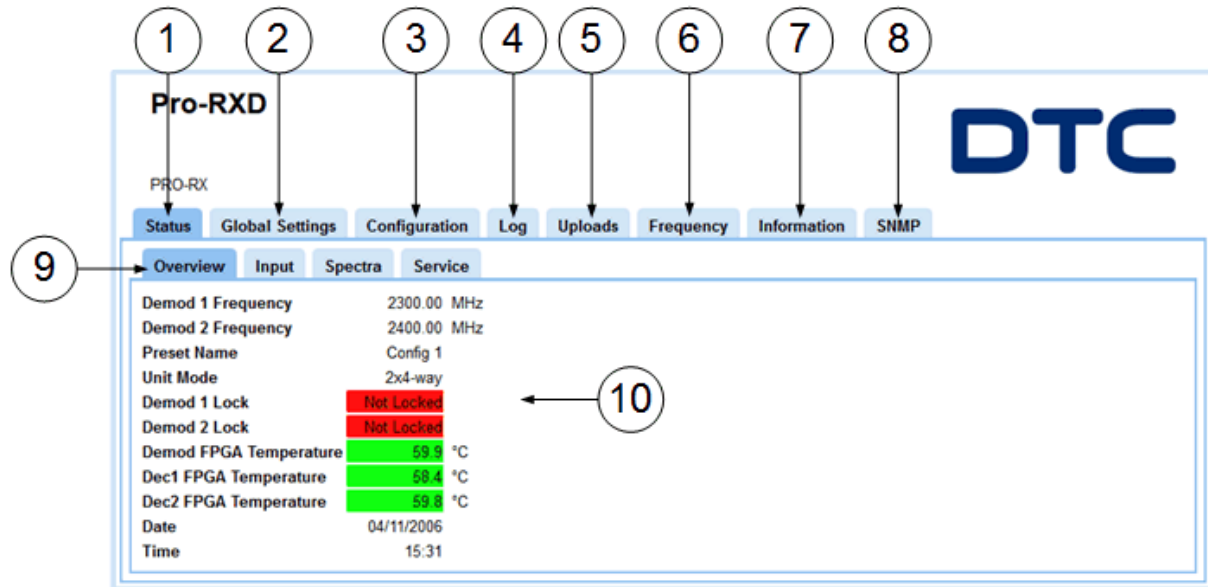 1 2 3 4 5 6 7 8
Pro-RXD
DTC
PRO-RX
Status Global Settings Configuration Log Uploads Frequency Information SNMP
9
Overview Input Spectra Service
Demod 1 Frequency 2300.00 MHz
Demod 2 Frequency 2400.00 MHz
Preset Name Config 1
Unit Mode 2x4-way
Demod 1 Lock Not Locked
10
Demod 2 Lock Not Locked
Demod FPGA Temperature 59.9 °C
Dec1 FPGA Temperature 58.4 °C
Dec2 FPGA Temperature 59.8 °C
Date 04/11/2006
Time 15:31